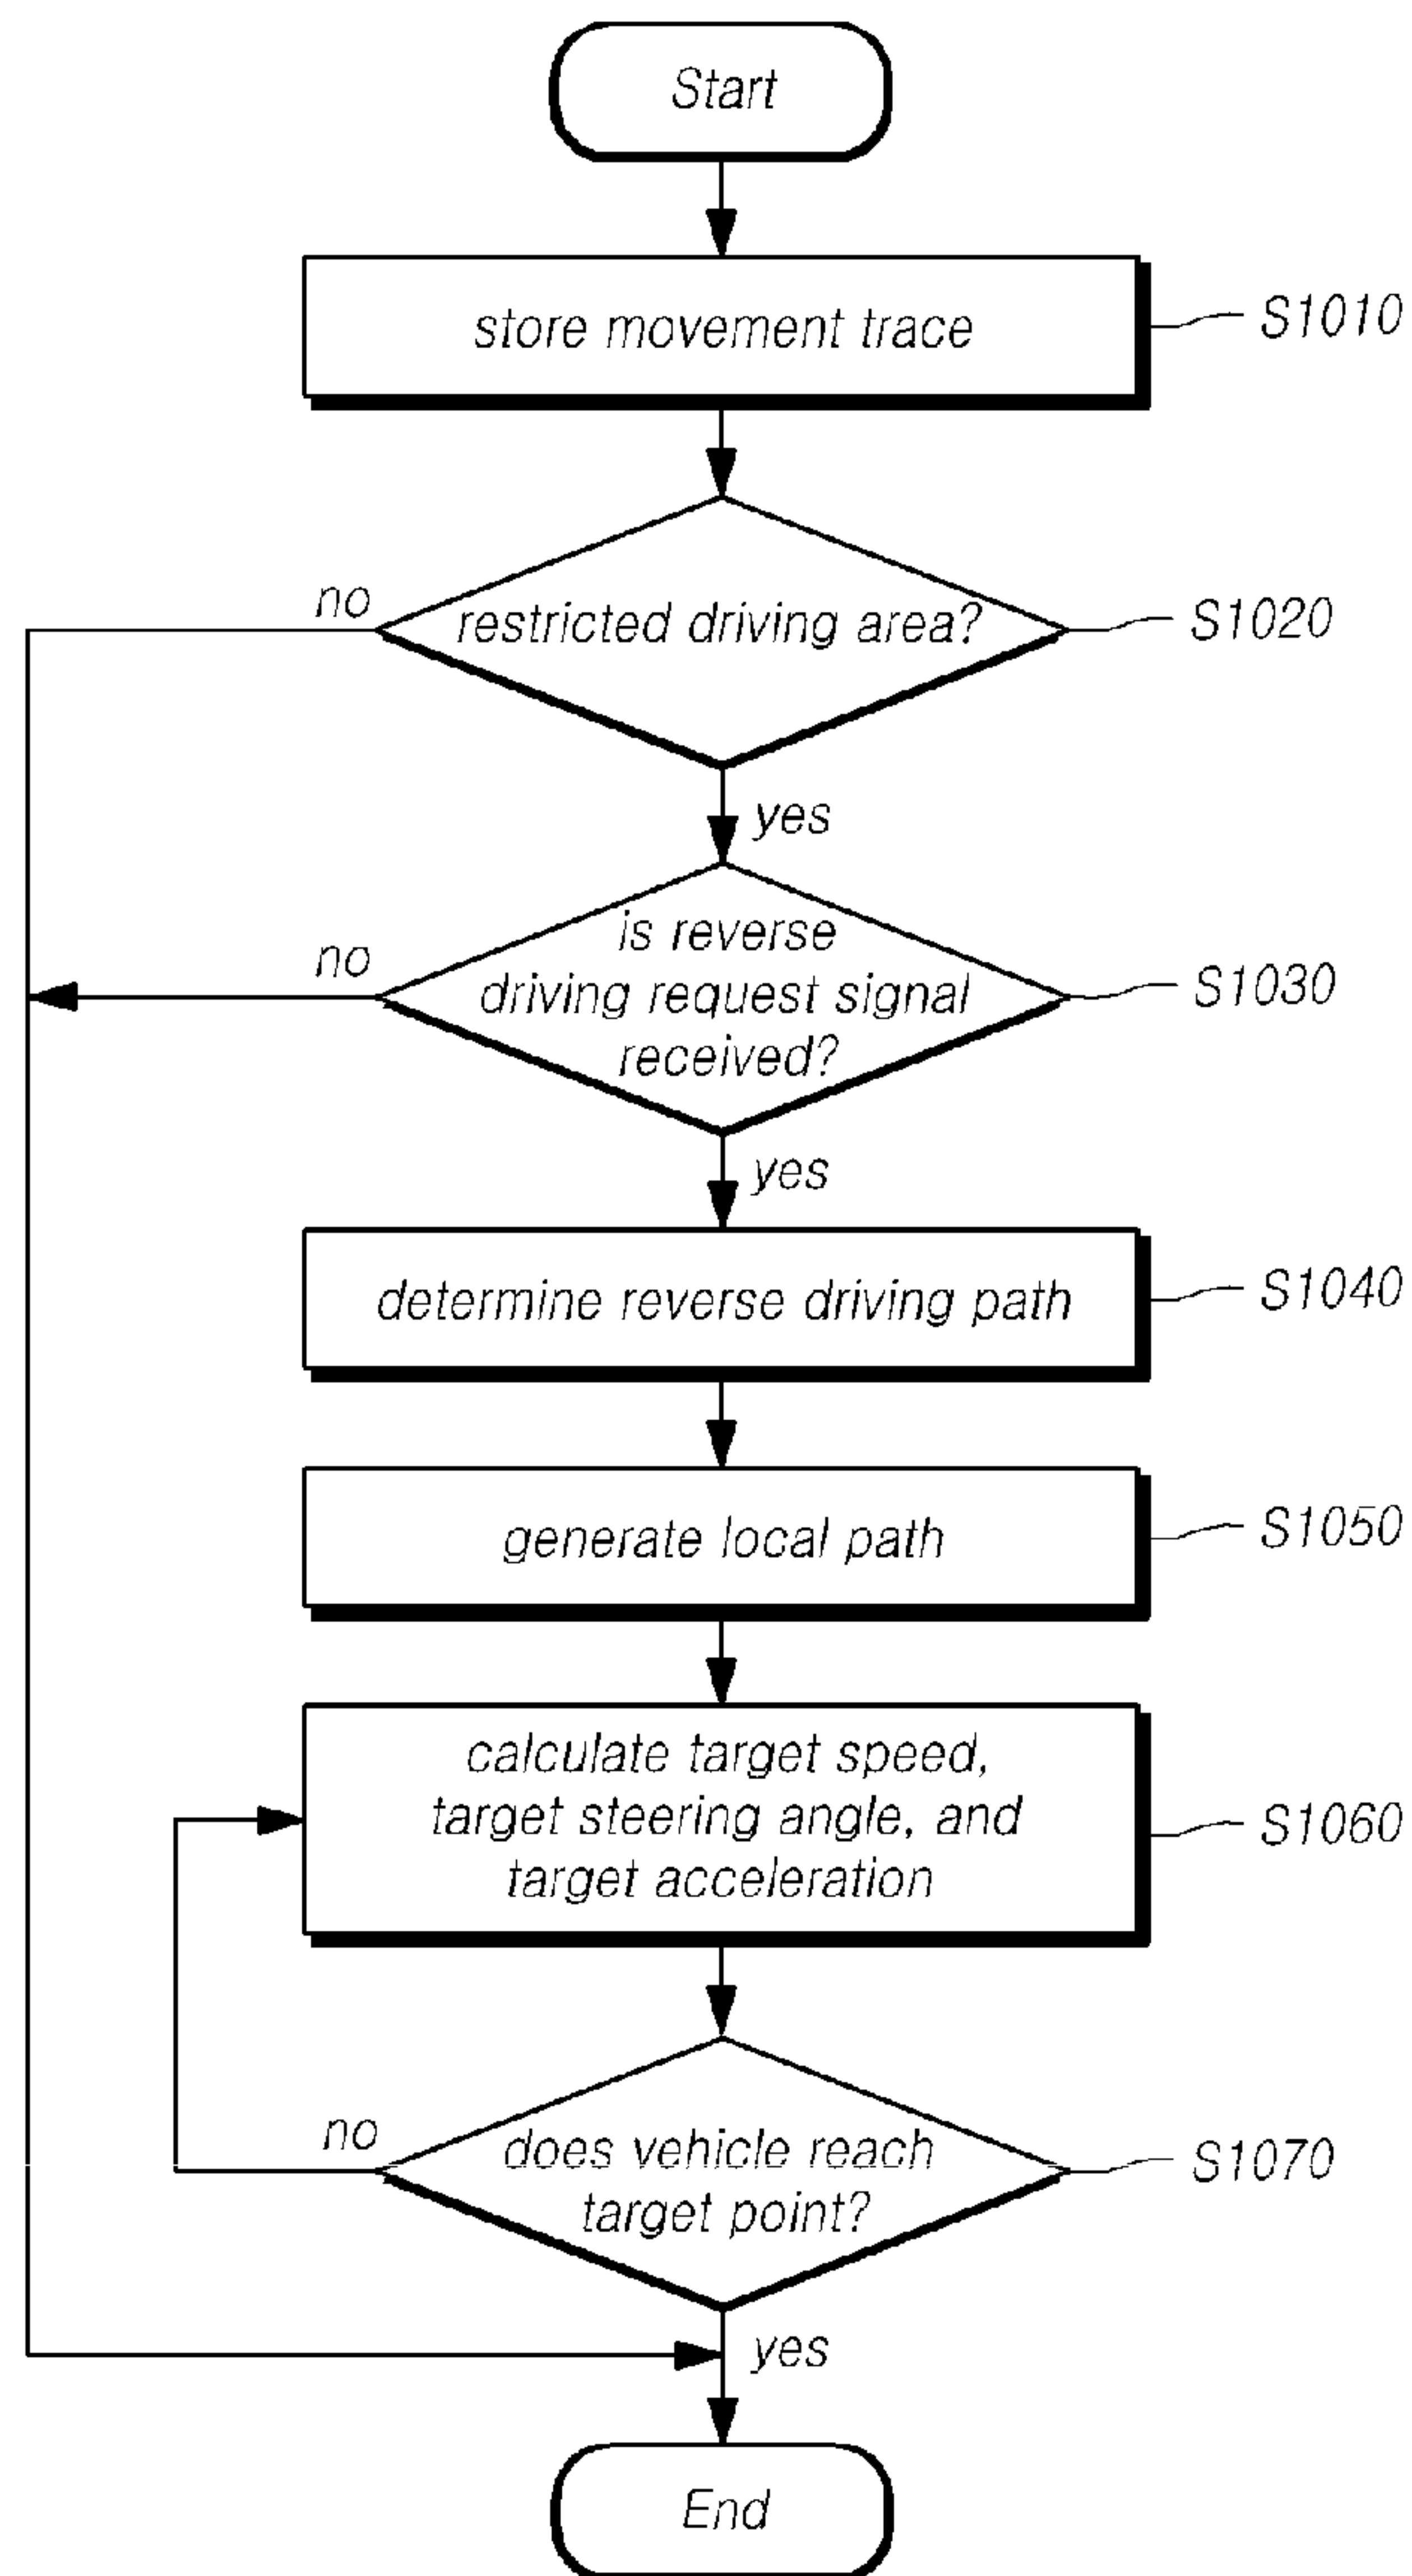 Start
store movement trace
S1010
no
restricted driving area?
S1020
yes
no
is reverse
driving request signal
received?
S1030
yes
determine reverse driving path
S1040
generate local path
S1050
calculate target speed,
target steering angle, and
target acceleration
S1060
no
does vehicle reach
target point?
S1070
yes
End